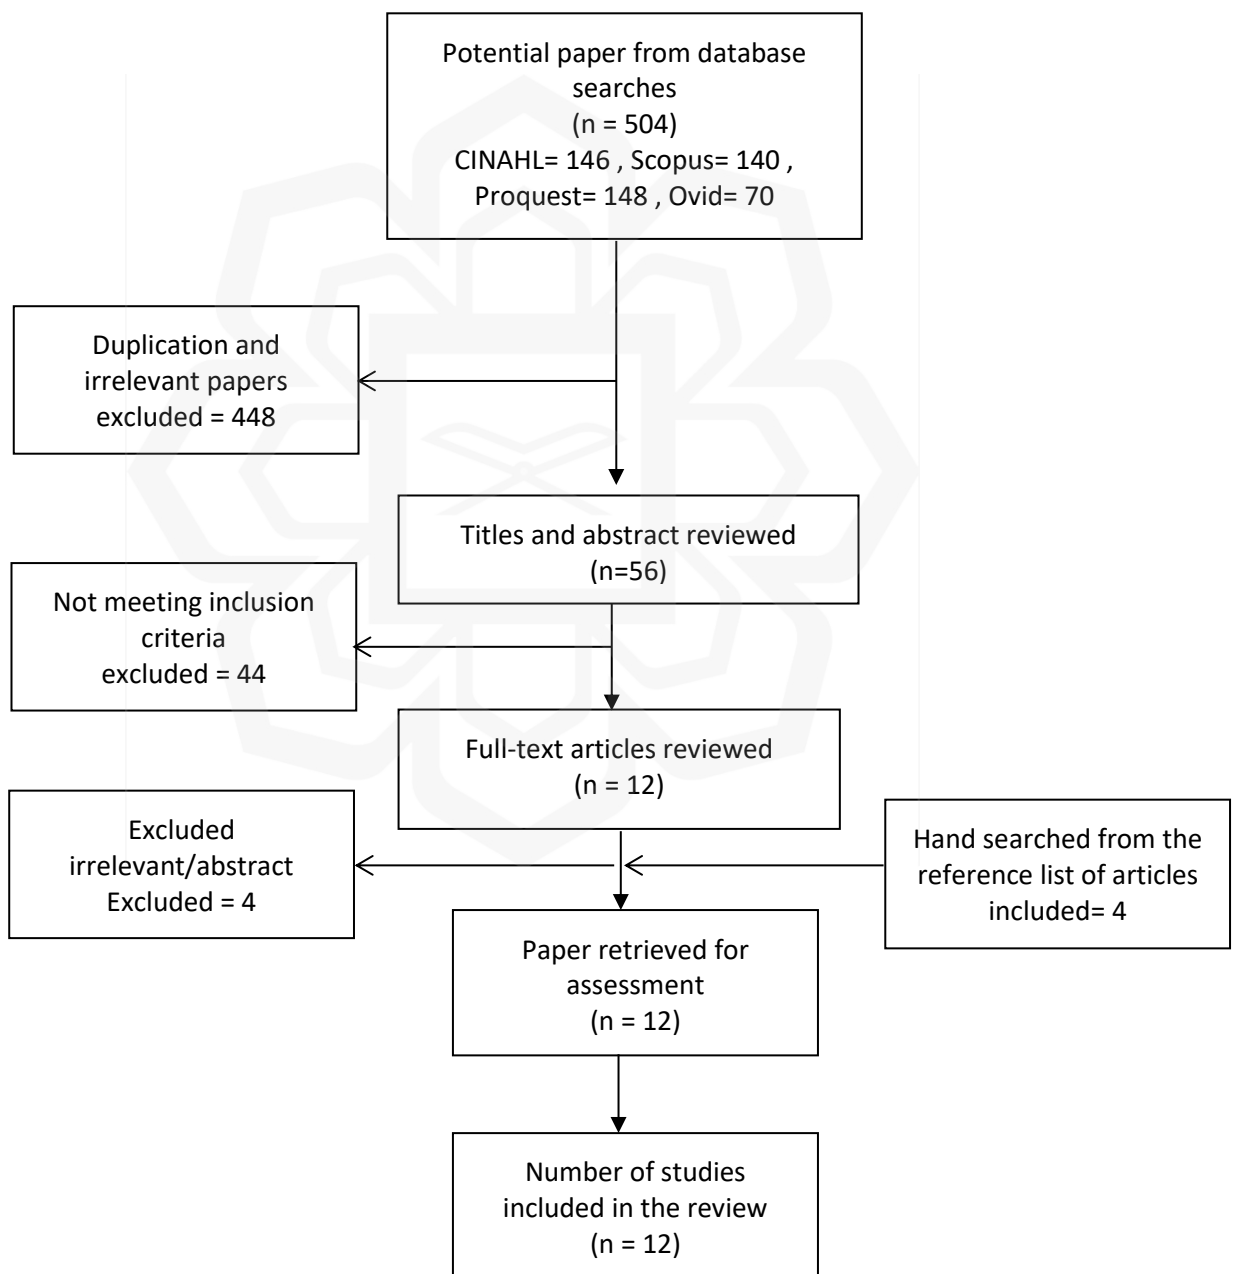 Potential paper from database
searches
(n = 504)
CINAHL= 146 , Scopus= 140 ,
Proquest= 148 , Ovid= 70
Duplication and
irrelevant papers
excluded = 448
Titles and abstract reviewed
(n=56)
Not meeting inclusion
criteria
excluded = 44
Full-text articles reviewed
(n = 12)
Excluded
irrelevant/abstract
Excluded = 4
Hand searched from the
reference list of articles
included= 4
Paper retrieved for
assessment
(n = 12)
Number of studies
included in the review
(n = 12)